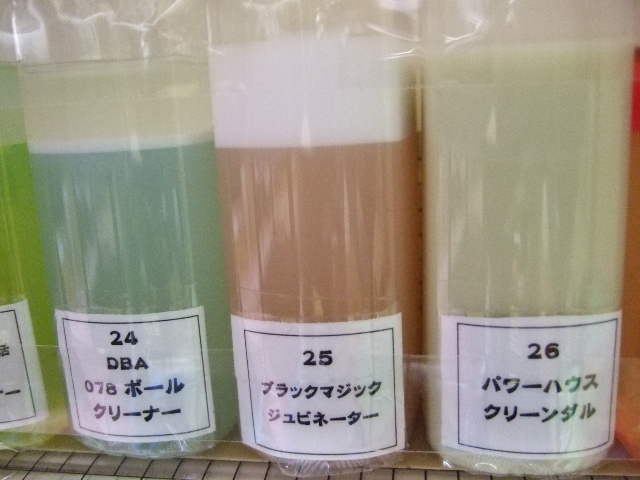 24
DBA
078 ボール
クリーナー
25
ブラックマジック
ジュビネーター
26
パワーハウス
クリーンダル